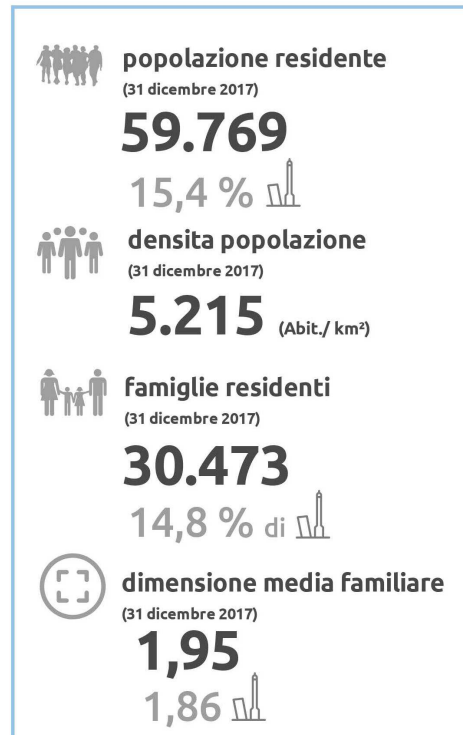 popolazione residente
(31 dicembre 2017)
59.769
15,4 %
densita popolazione
(31 dicembre 2017)
5.215 (Abit./ km²)
famiglie residenti
(31 dicembre 2017)
30.473
14,8 % di
dimensione media familiare
(31 dicembre 2017)
1,95
1,86